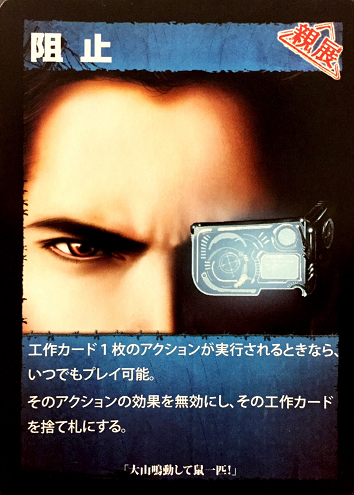 阻止
親展
工作カード1枚のアクションが実行されるときなら、
いつでもプレイ可能。
そのアクションの効果を無効にし、その工作カード
を捨て札にする。
「大山鳴動して鼠一匹!」